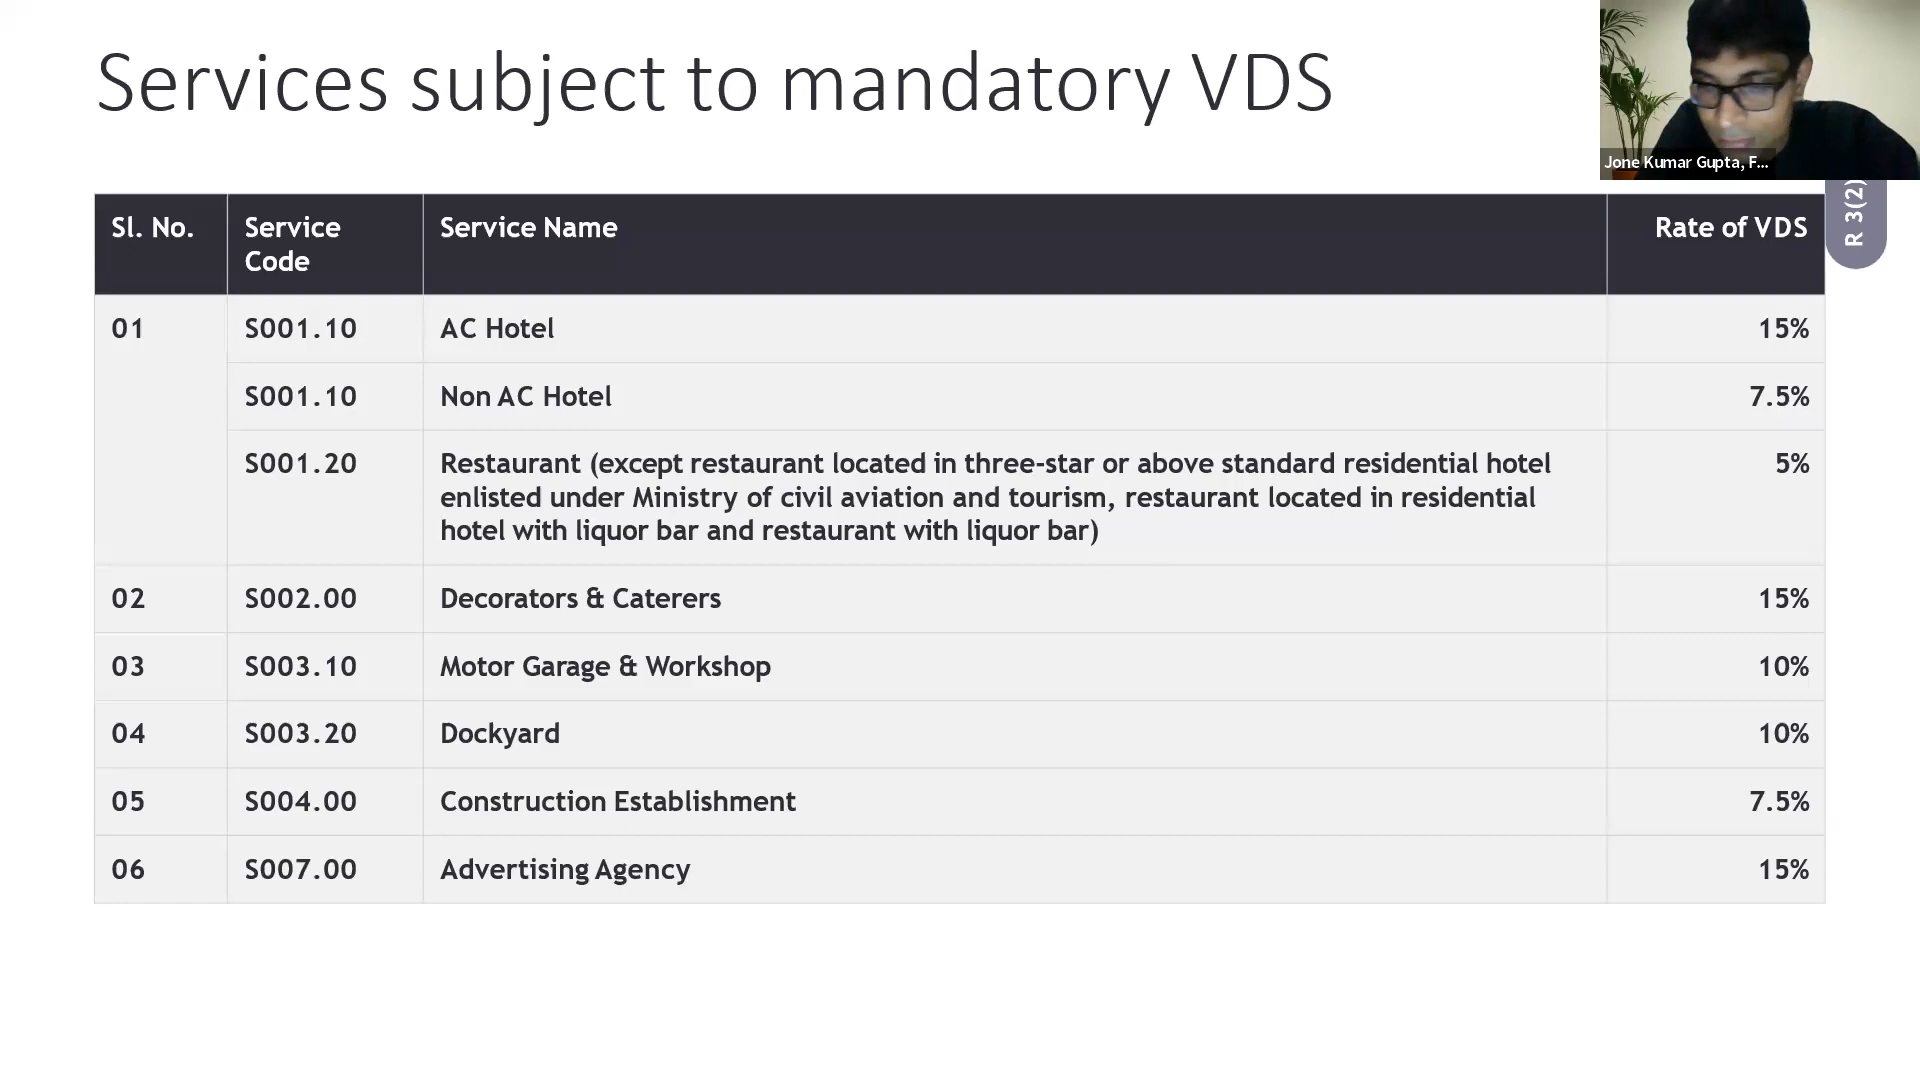 Services subject to mandatory VDS
Jone Kumar Gupta, F...
R 3(2)
Sl. No. Service Code Service Name Rate of VDS
01 S001.10 AC Hotel 15%
S001.10 Non AC Hotel 7.5%
S001.20 Restaurant (except restaurant located in three-star or above standard residential hotel 5%
enlisted under Ministry of civil aviation and tourism, restaurant located in residential
hotel with liquor bar and restaurant with liquor bar)
02 S002.00 Decorators & Caterers 15%
03 S003.10 Motor Garage & Workshop 10%
04 S003.20 Dockyard 10%
05 S004.00 Construction Establishment 7.5%
06 S007.00 Advertising Agency 15%